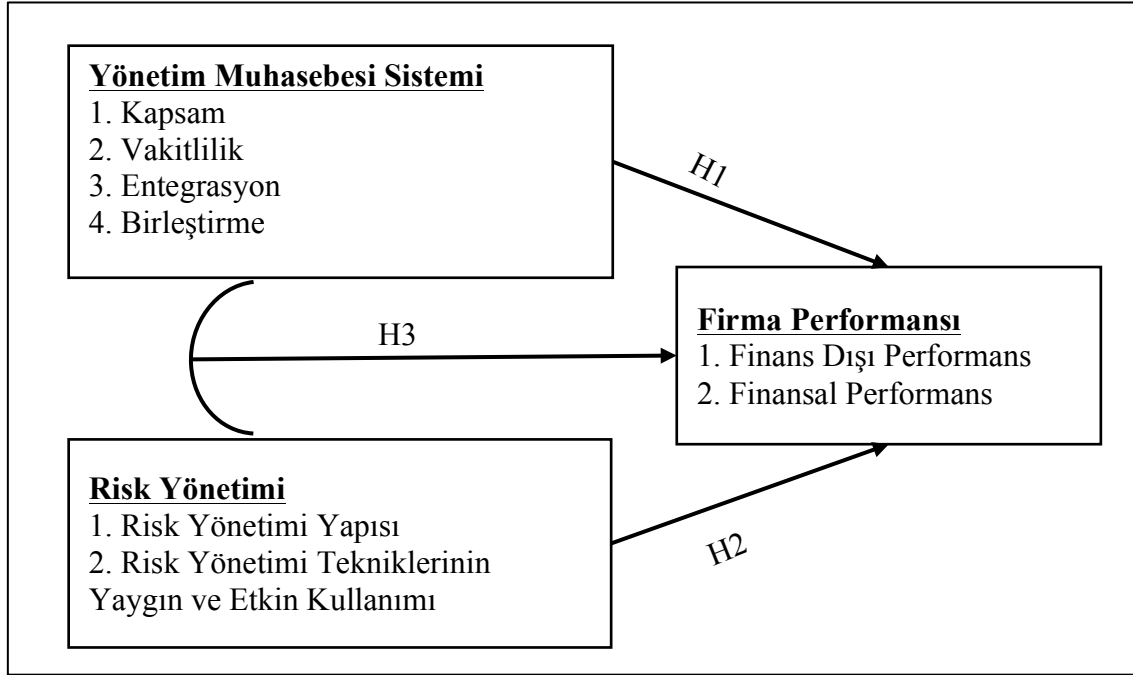 Yönetim Muhasebesi Sistemi
1. Kapsam
2. Vakitlilik
3. Entegrasyon
4. Birleştirme
H1
H3
Firma Performansı
1. Finans Dışı Performans
2. Finansal Performans
Risk Yönetimi
1. Risk Yönetimi Yapısı
2. Risk Yönetimi Tekniklerinin
Yaygın ve Etkin Kullanımı
H2